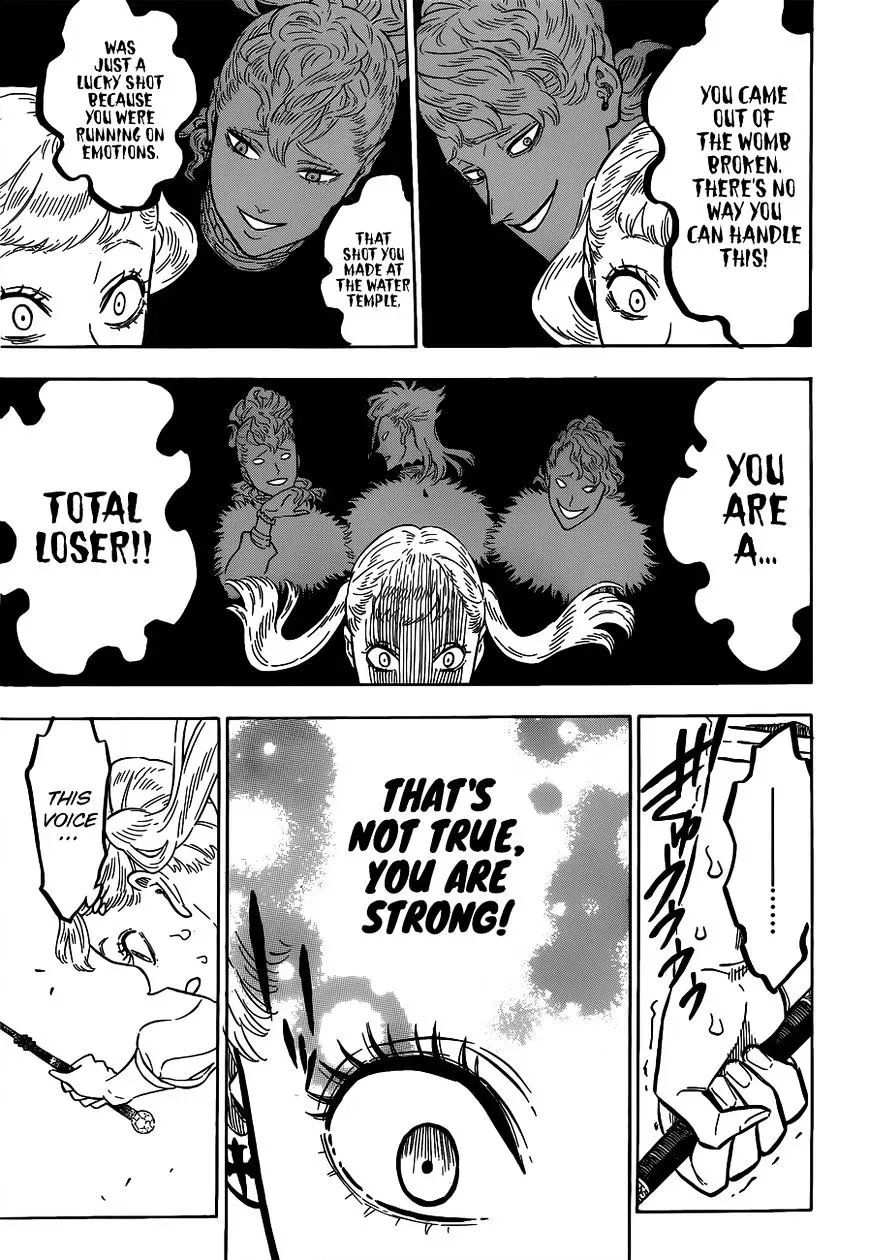 YOU CAME
OUT OF
THE WOMB
BROKEN.
THERE'S NO
WAY YOU
CAN HANDLE
THIS!
THAT
SHOT YOU
MADE AT
THE WATER
TEMPLE,
WAS
JUST A
LUCKY SHOT
BECAUSE
YOU WERE
RUNNING ON
EMOTIONS.
YOU
ARE
A...
TOTAL
LOSER!!
..........
THAT'S
NOT TRUE,
YOU ARE
STRONG!
THIS
VOICE
...